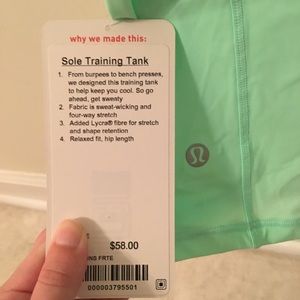 why we made this:
Sole Training Tank
1. From burpees to bench presses,
we designed this training tank
to help keep you cool. So go
ahead, get sweaty
2. Fabric is sweat-wicking and
four-way stretch
3. Added Lycra® fibre for stretch
and shape retention
4. Relaxed fit, hip length
$58.00
FRTE
000003795501